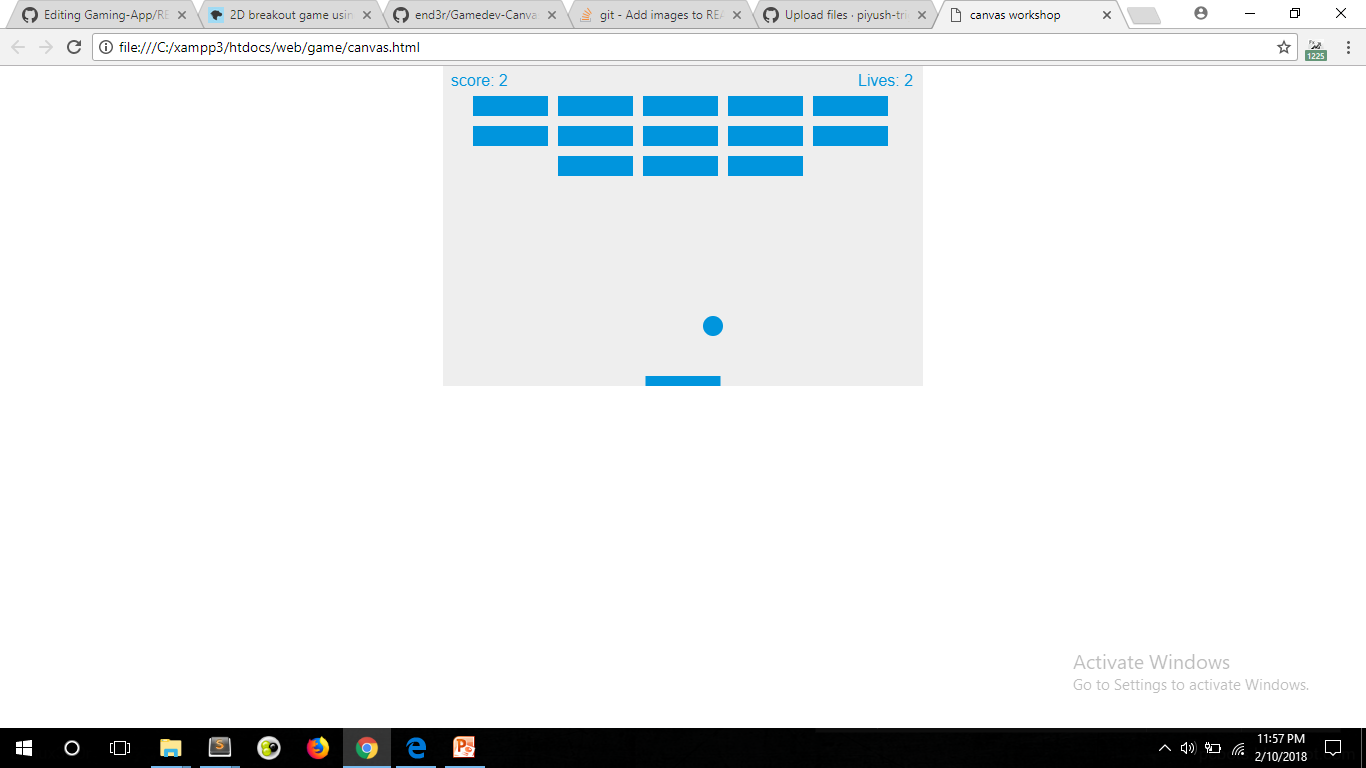 Editing Gaming-App/RE
2D breakout game usin
end3r/Gamedev-Canva
git - Add images to REA
Upload files · piyush-tri
canvas workshop
file:///C:/xampp3/htdocs/web/game/canvas.html
1225
score: 2
Lives: 2
Activate Windows
Go to Settings to activate Windows.
11:57 PM
2/10/2018